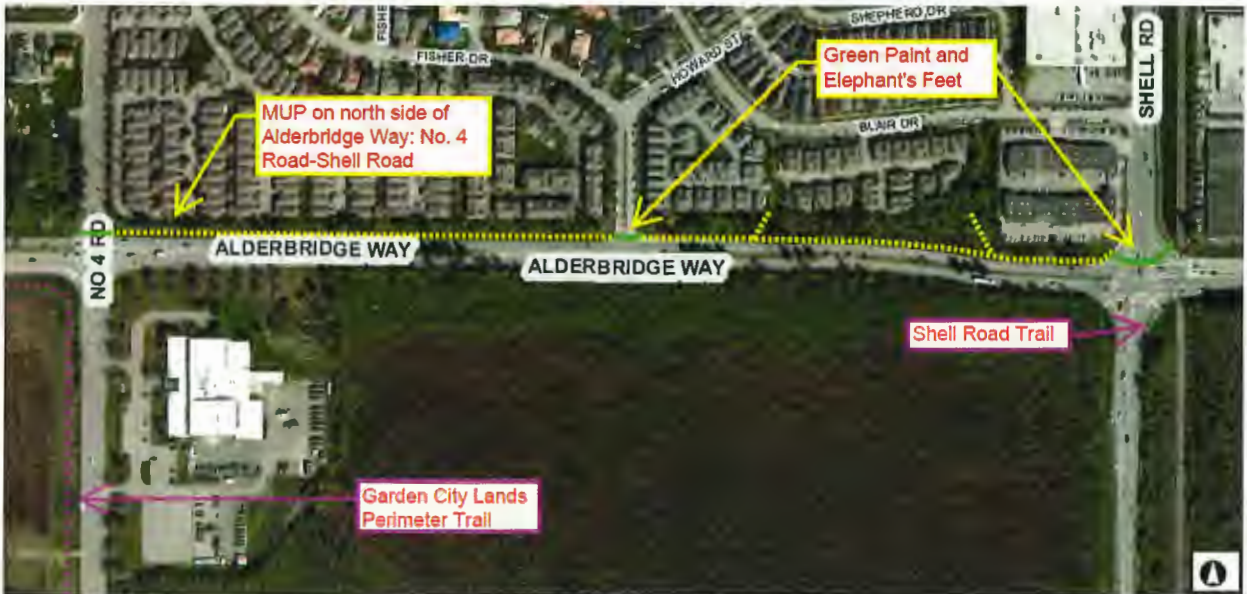 FISHE
SHEPHERD DR
SHELL RD
FISHER DR
HOWARD ST
Green Paint and
Elephant's Feet
MUP on north side of
Alderbridge Way: No. 4
Road-Shell Road
BLAIR DR
NO 4 RD
ALDERBRIDGE WAY
ALDERBRIDGE WAY
Shell Road Trail
Garden City Lands
Perimeter Trail